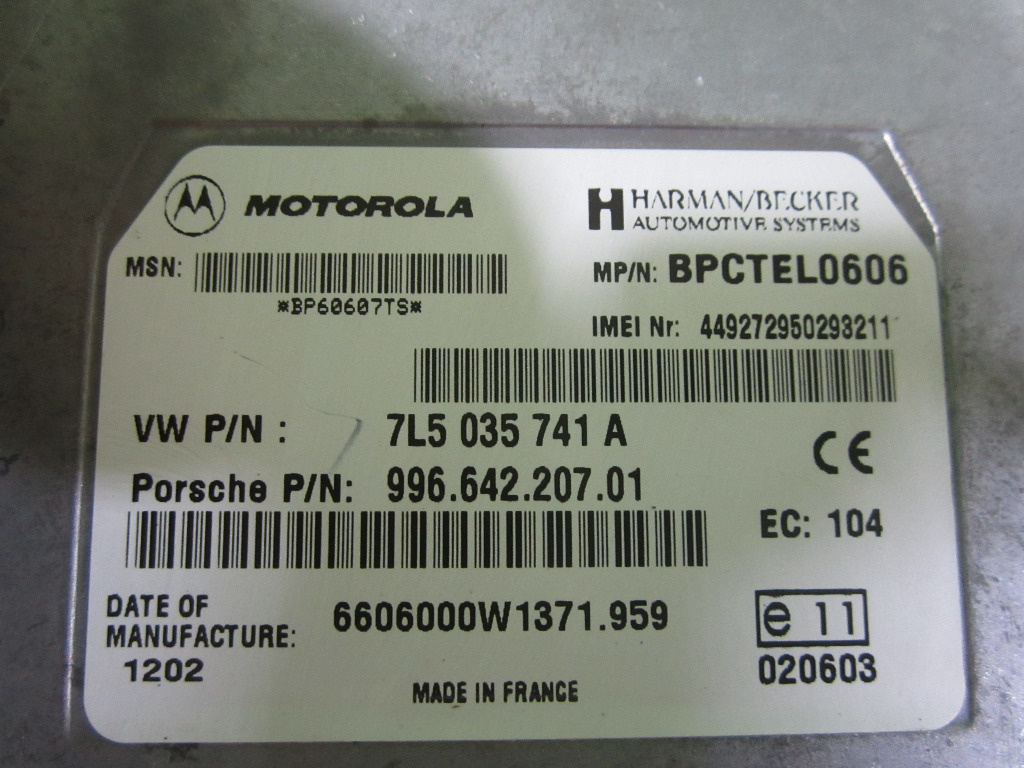 MOTOROLA
HARMAN/BECKER
AUTOMOTIVE SYSTEMS
MSN:
*BP60607TS*
MP/N: BPCTEL0606
IMEI Nr: 449272950293211
VW P/N : 7L5 035 741 A
Porsche P/N: 996.642.207.01
CE
EC: 104
DATE OF
MANUFACTURE:
1202
6606000W1371.959
e 11
020603
MADE IN FRANCE